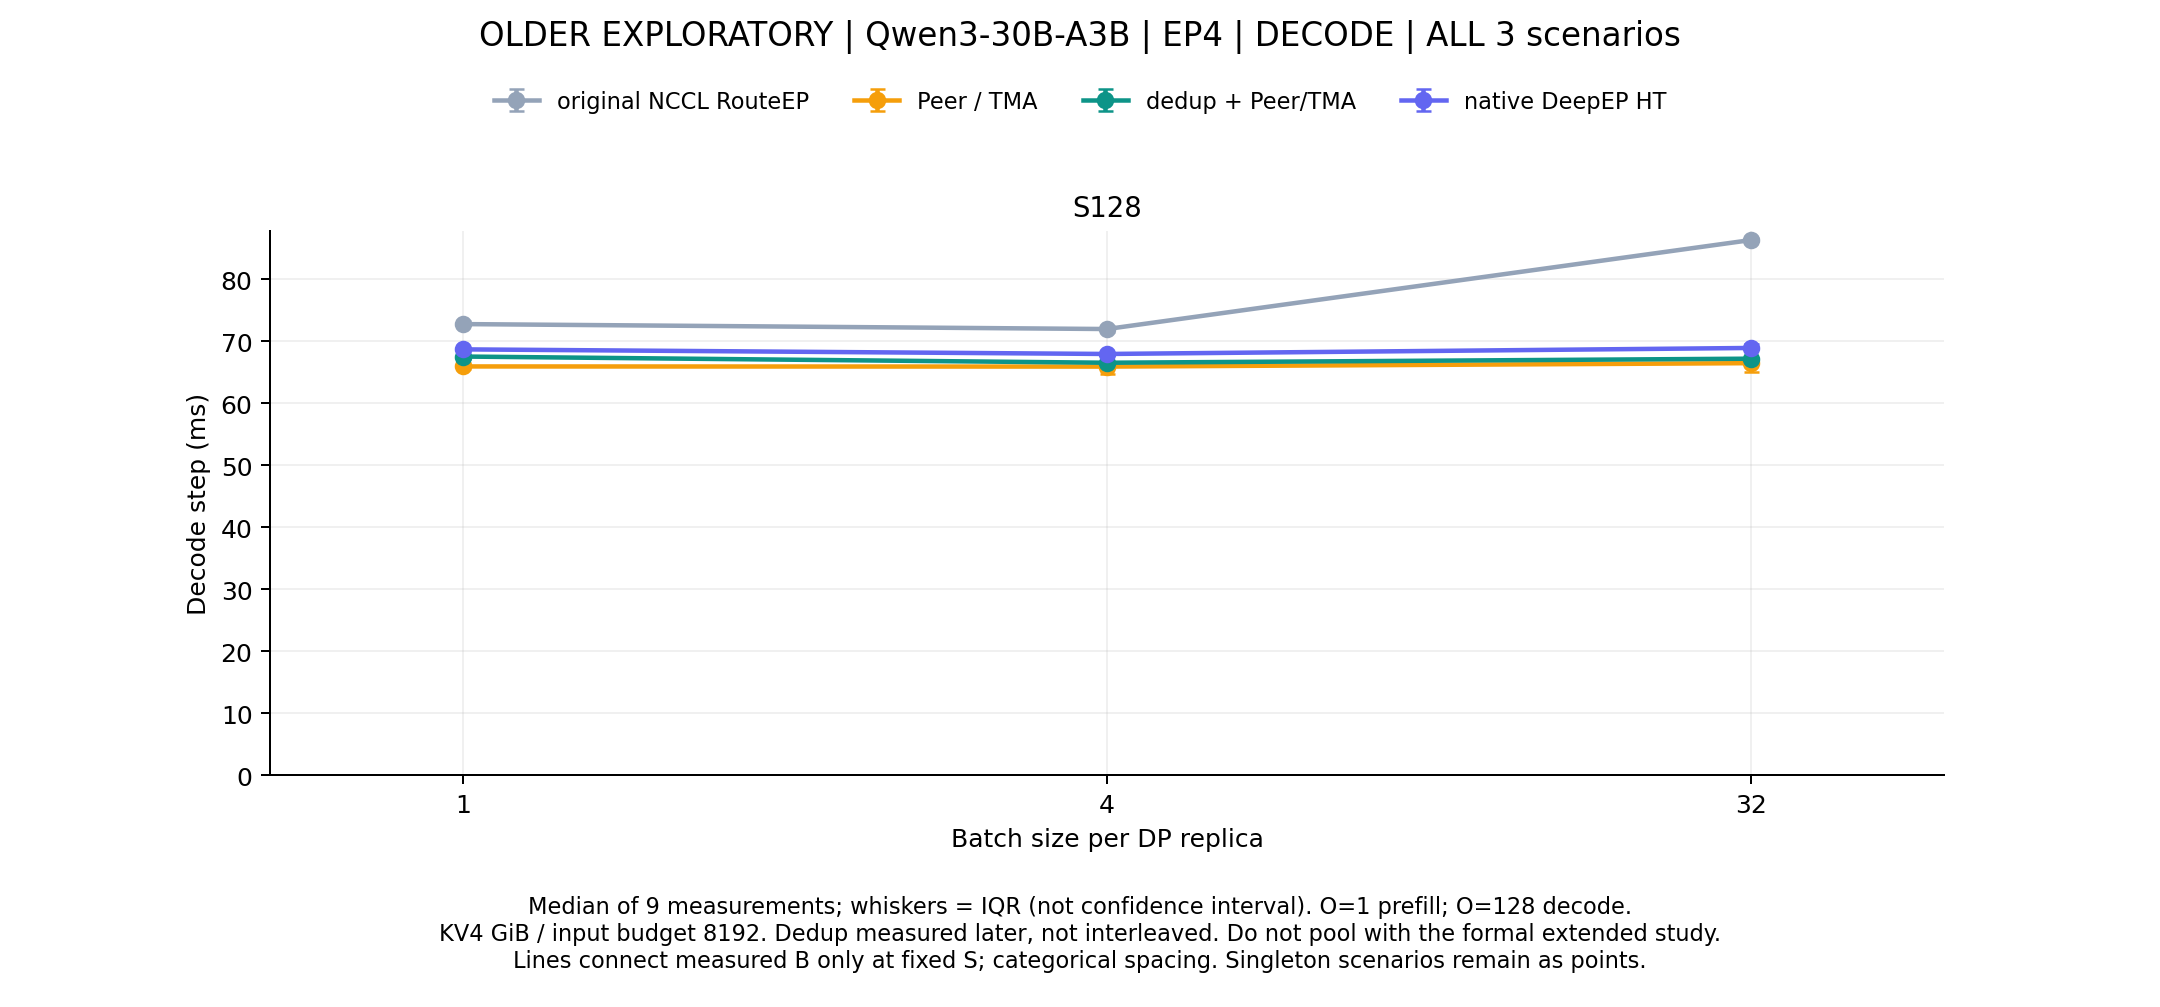 OLDER EXPLORATORY | Qwen3-30B-A3B | EP4 | DECODE | ALL 3 scenarios
original NCCL RouteEP
Peer / TMA
dedup + Peer/TMA
native DeepEP HT
S128
Decode step (ms)
80
70
60
50
40
30
20
10
0
1
4
32
Batch size per DP replica
Median of 9 measurements; whiskers = IQR (not confidence interval). O=1 prefill; O=128 decode.
KV4 GiB / input budget 8192. Dedup measured later, not interleaved. Do not pool with the formal extended study.
Lines connect measured B only at fixed S; categorical spacing. Singleton scenarios remain as points.